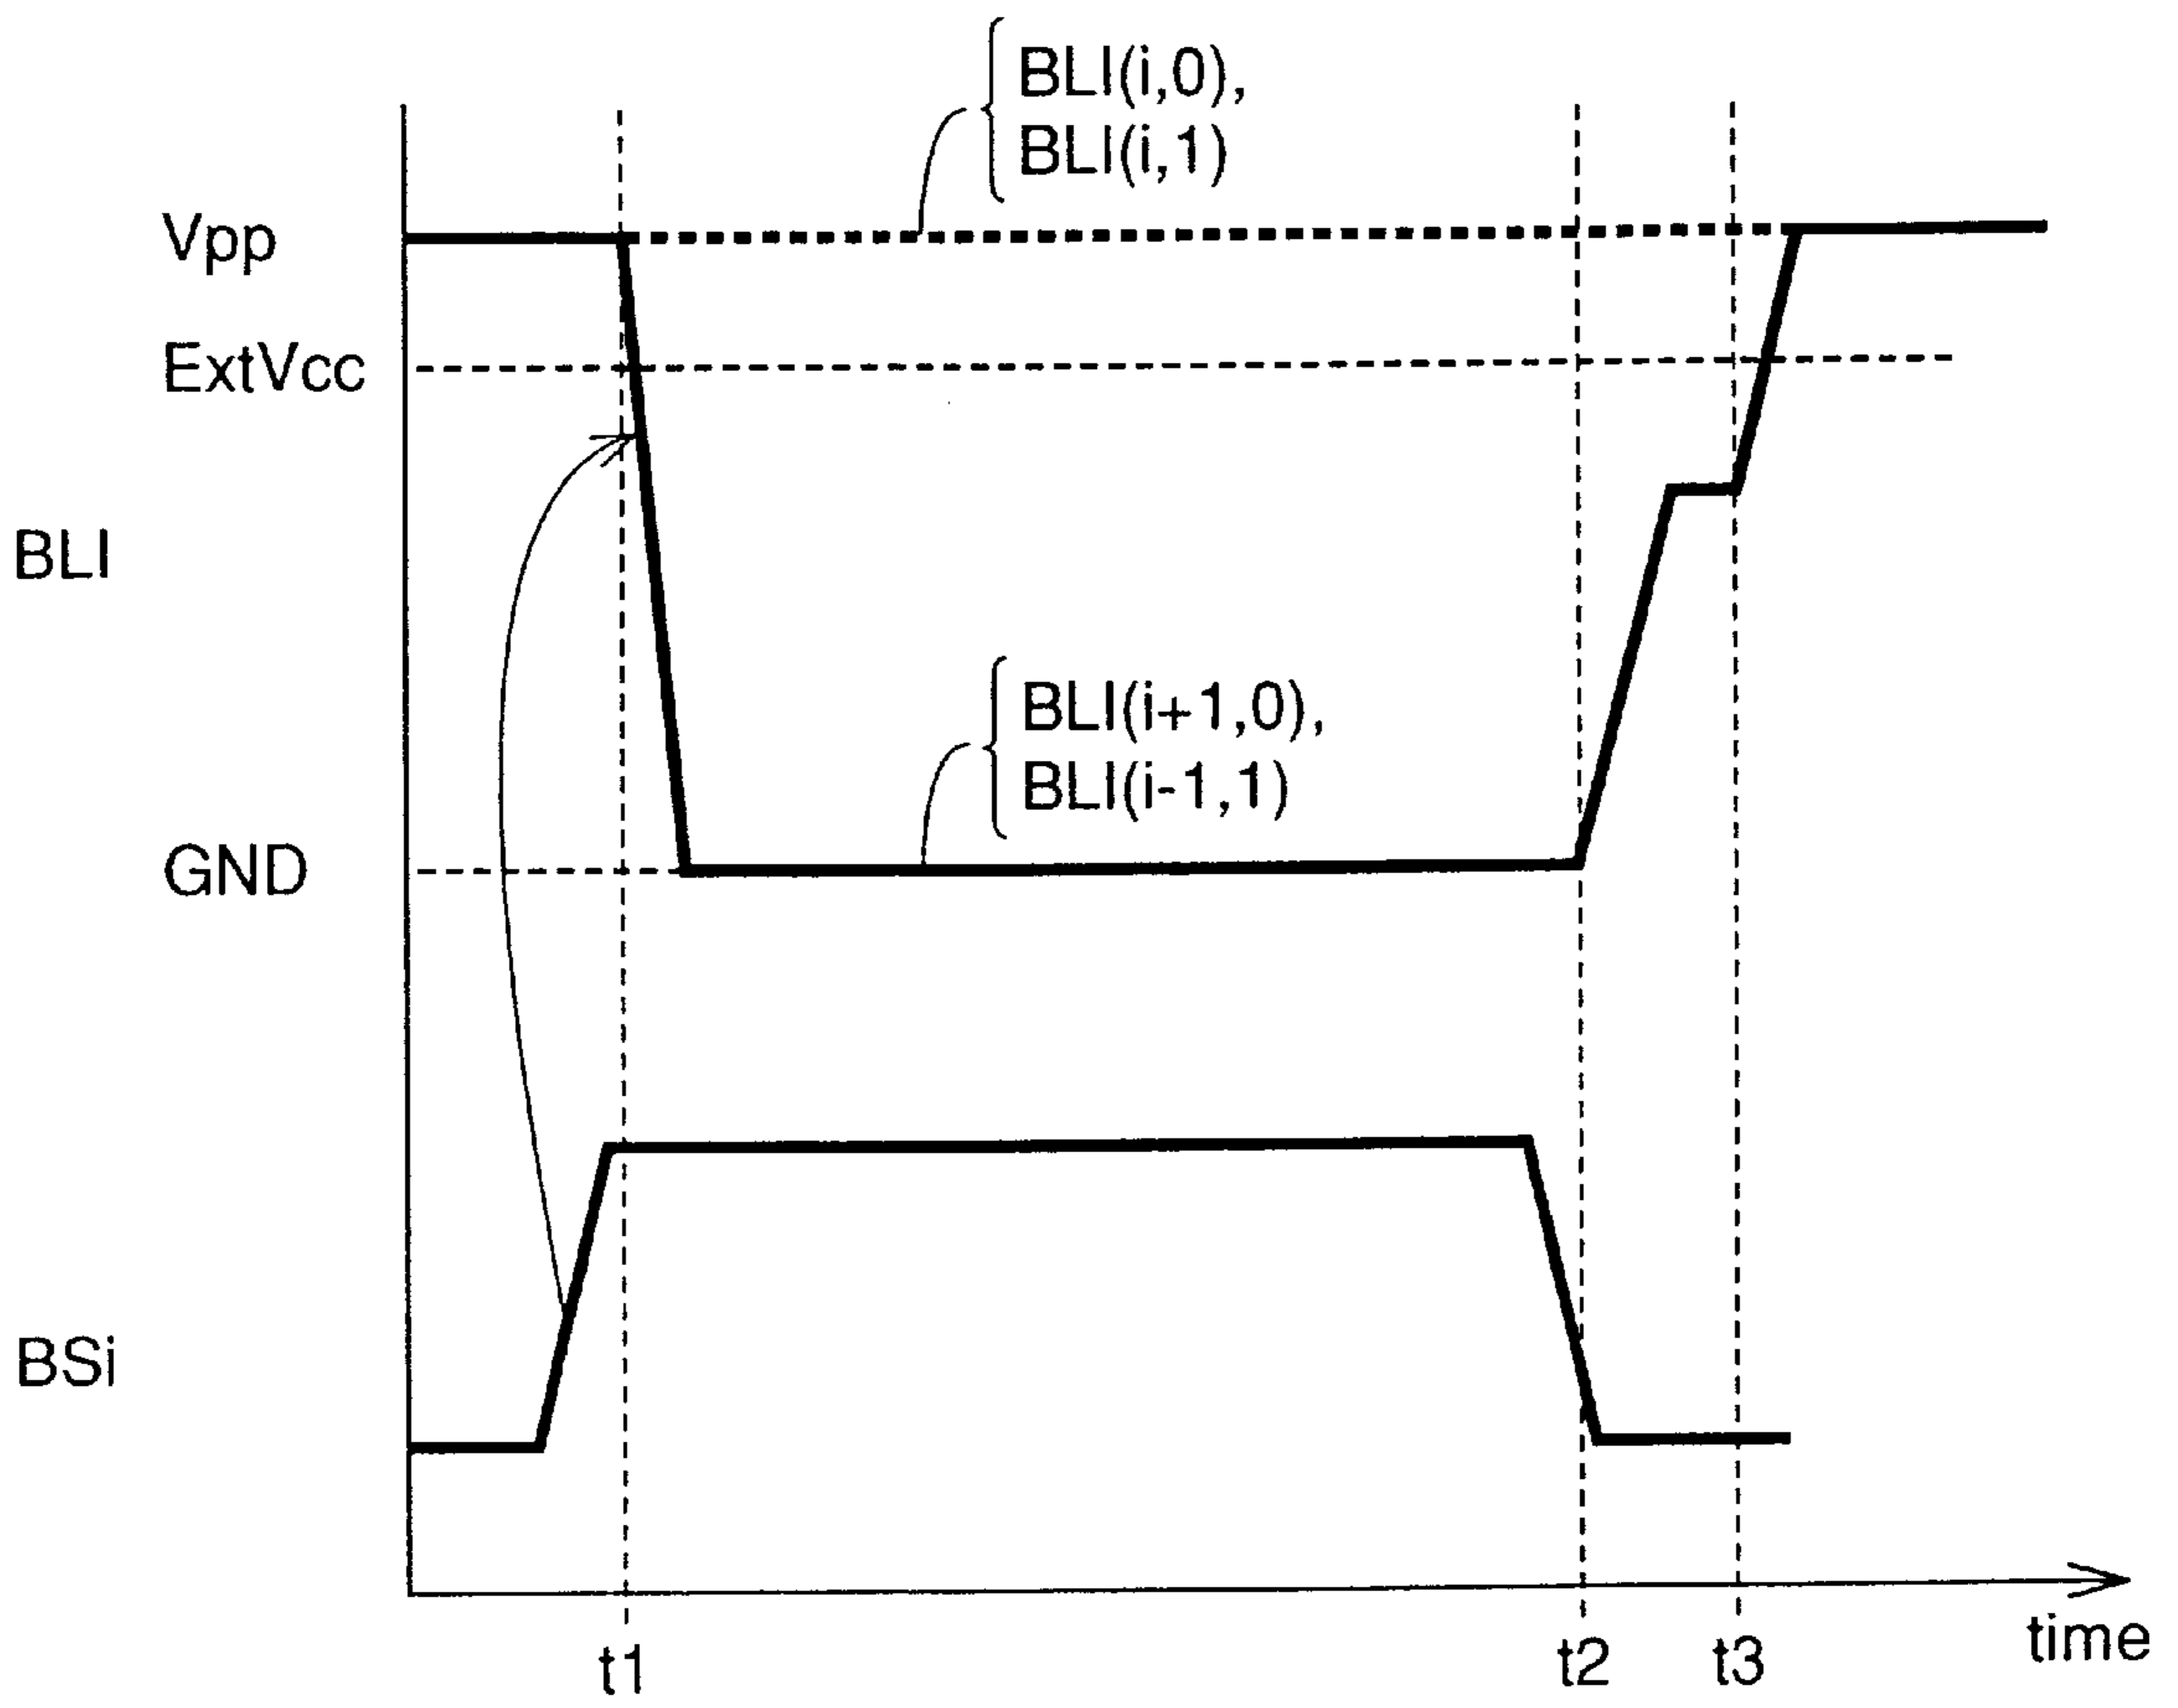 BLI(i,0),
BLI(i,1)
Vpp
ExtVcc
BLI
BLI(i+1,0),
BLI(i-1,1)
GND
BSi
t1
t2
t3
time